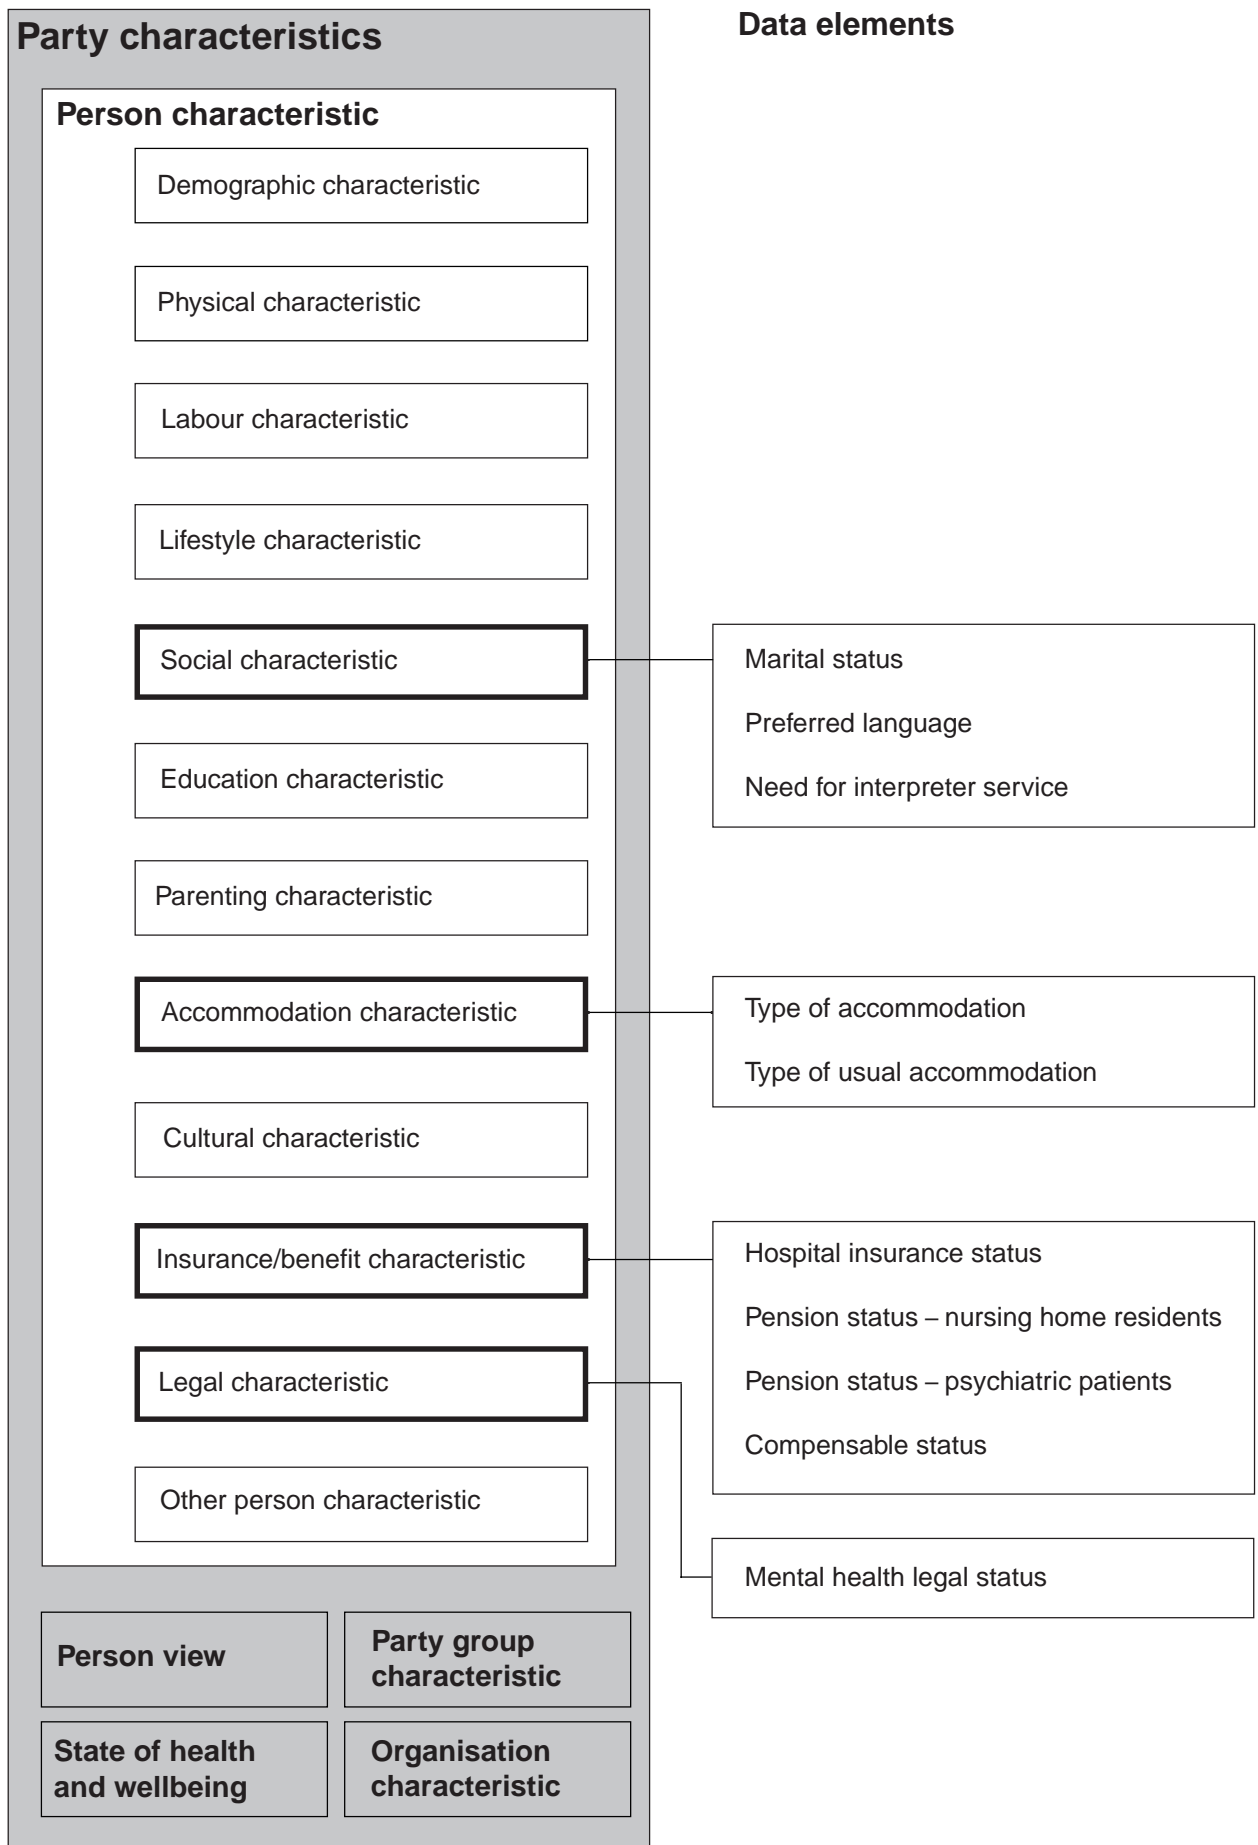 Party characteristics
Data elements
Person characteristic
Demographic characteristic
Physical characteristic
Labour characteristic
Lifestyle characteristic
Social characteristic
Marital status
Preferred language
Need for interpreter service
Education characteristic
Parenting characteristic
Accommodation characteristic
Type of accommodation
Type of usual accommodation
Cultural characteristic
Insurance/benefit characteristic
Hospital insurance status
Pension status – nursing home residents
Pension status – psychiatric patients
Compensable status
Legal characteristic
Mental health legal status
Other person characteristic
Person view
Party group
characteristic
State of health
and wellbeing
Organisation
characteristic